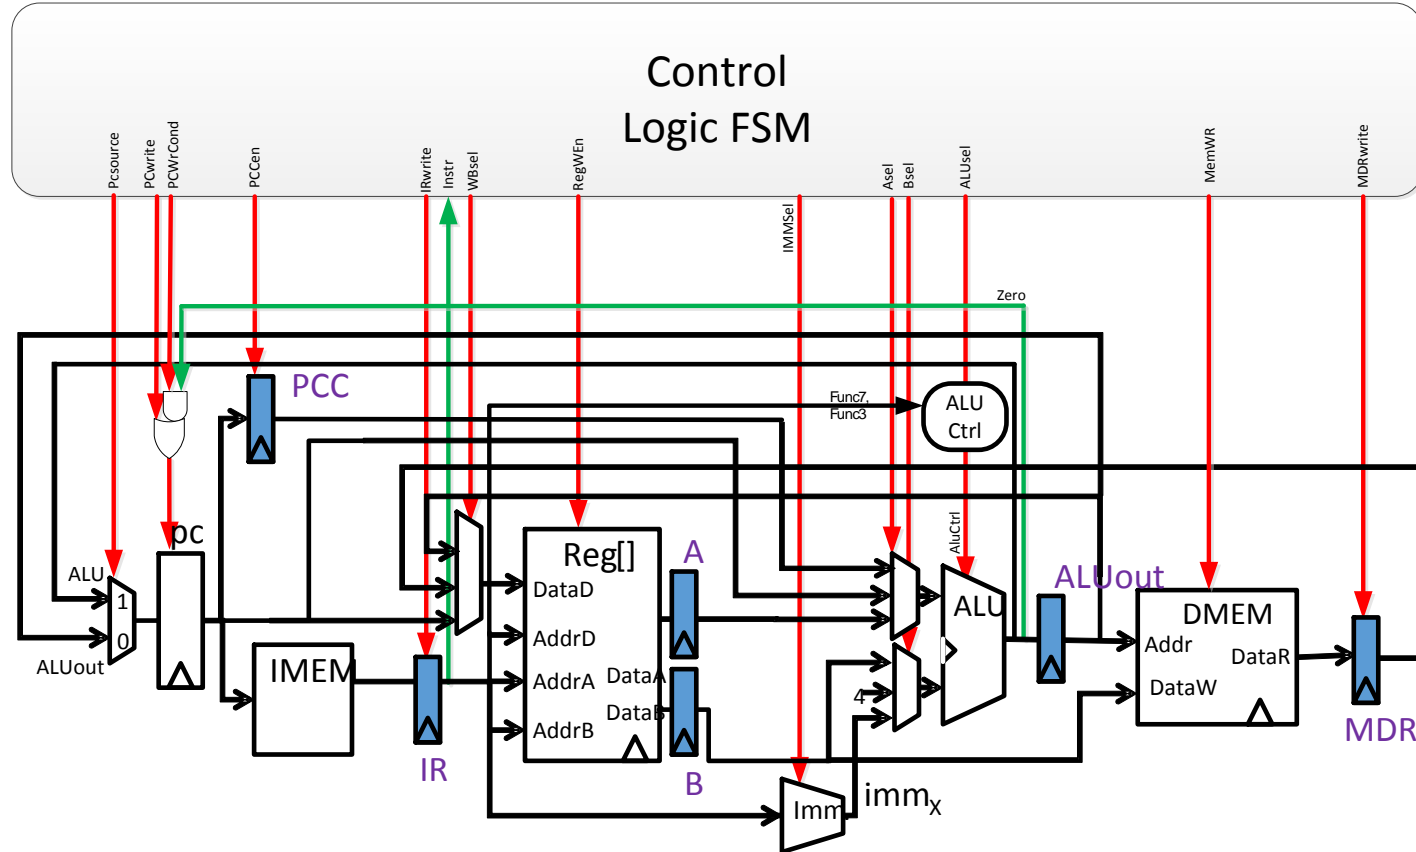 Control
Logic FSM
Pcsource
PCwrite
PCWrCond
PCCen
IRwrite
Instr
WBsel
RegWEn
IMMSel
Asel
Bsel
ALUsel
MemWR
MDRwrite
Zero
PCC
Func7,
Func3
ALU
Ctrl
pc
AluCtrl
ALU
1
0
ALUout
IMEM
IR
Reg[]
DataD
AddrD
AddrA
DataA
DataB
AddrB
A
B
4
Imm
imm_X
ALU
ALUout
DMEM
Addr
DataR
DataW
MDR